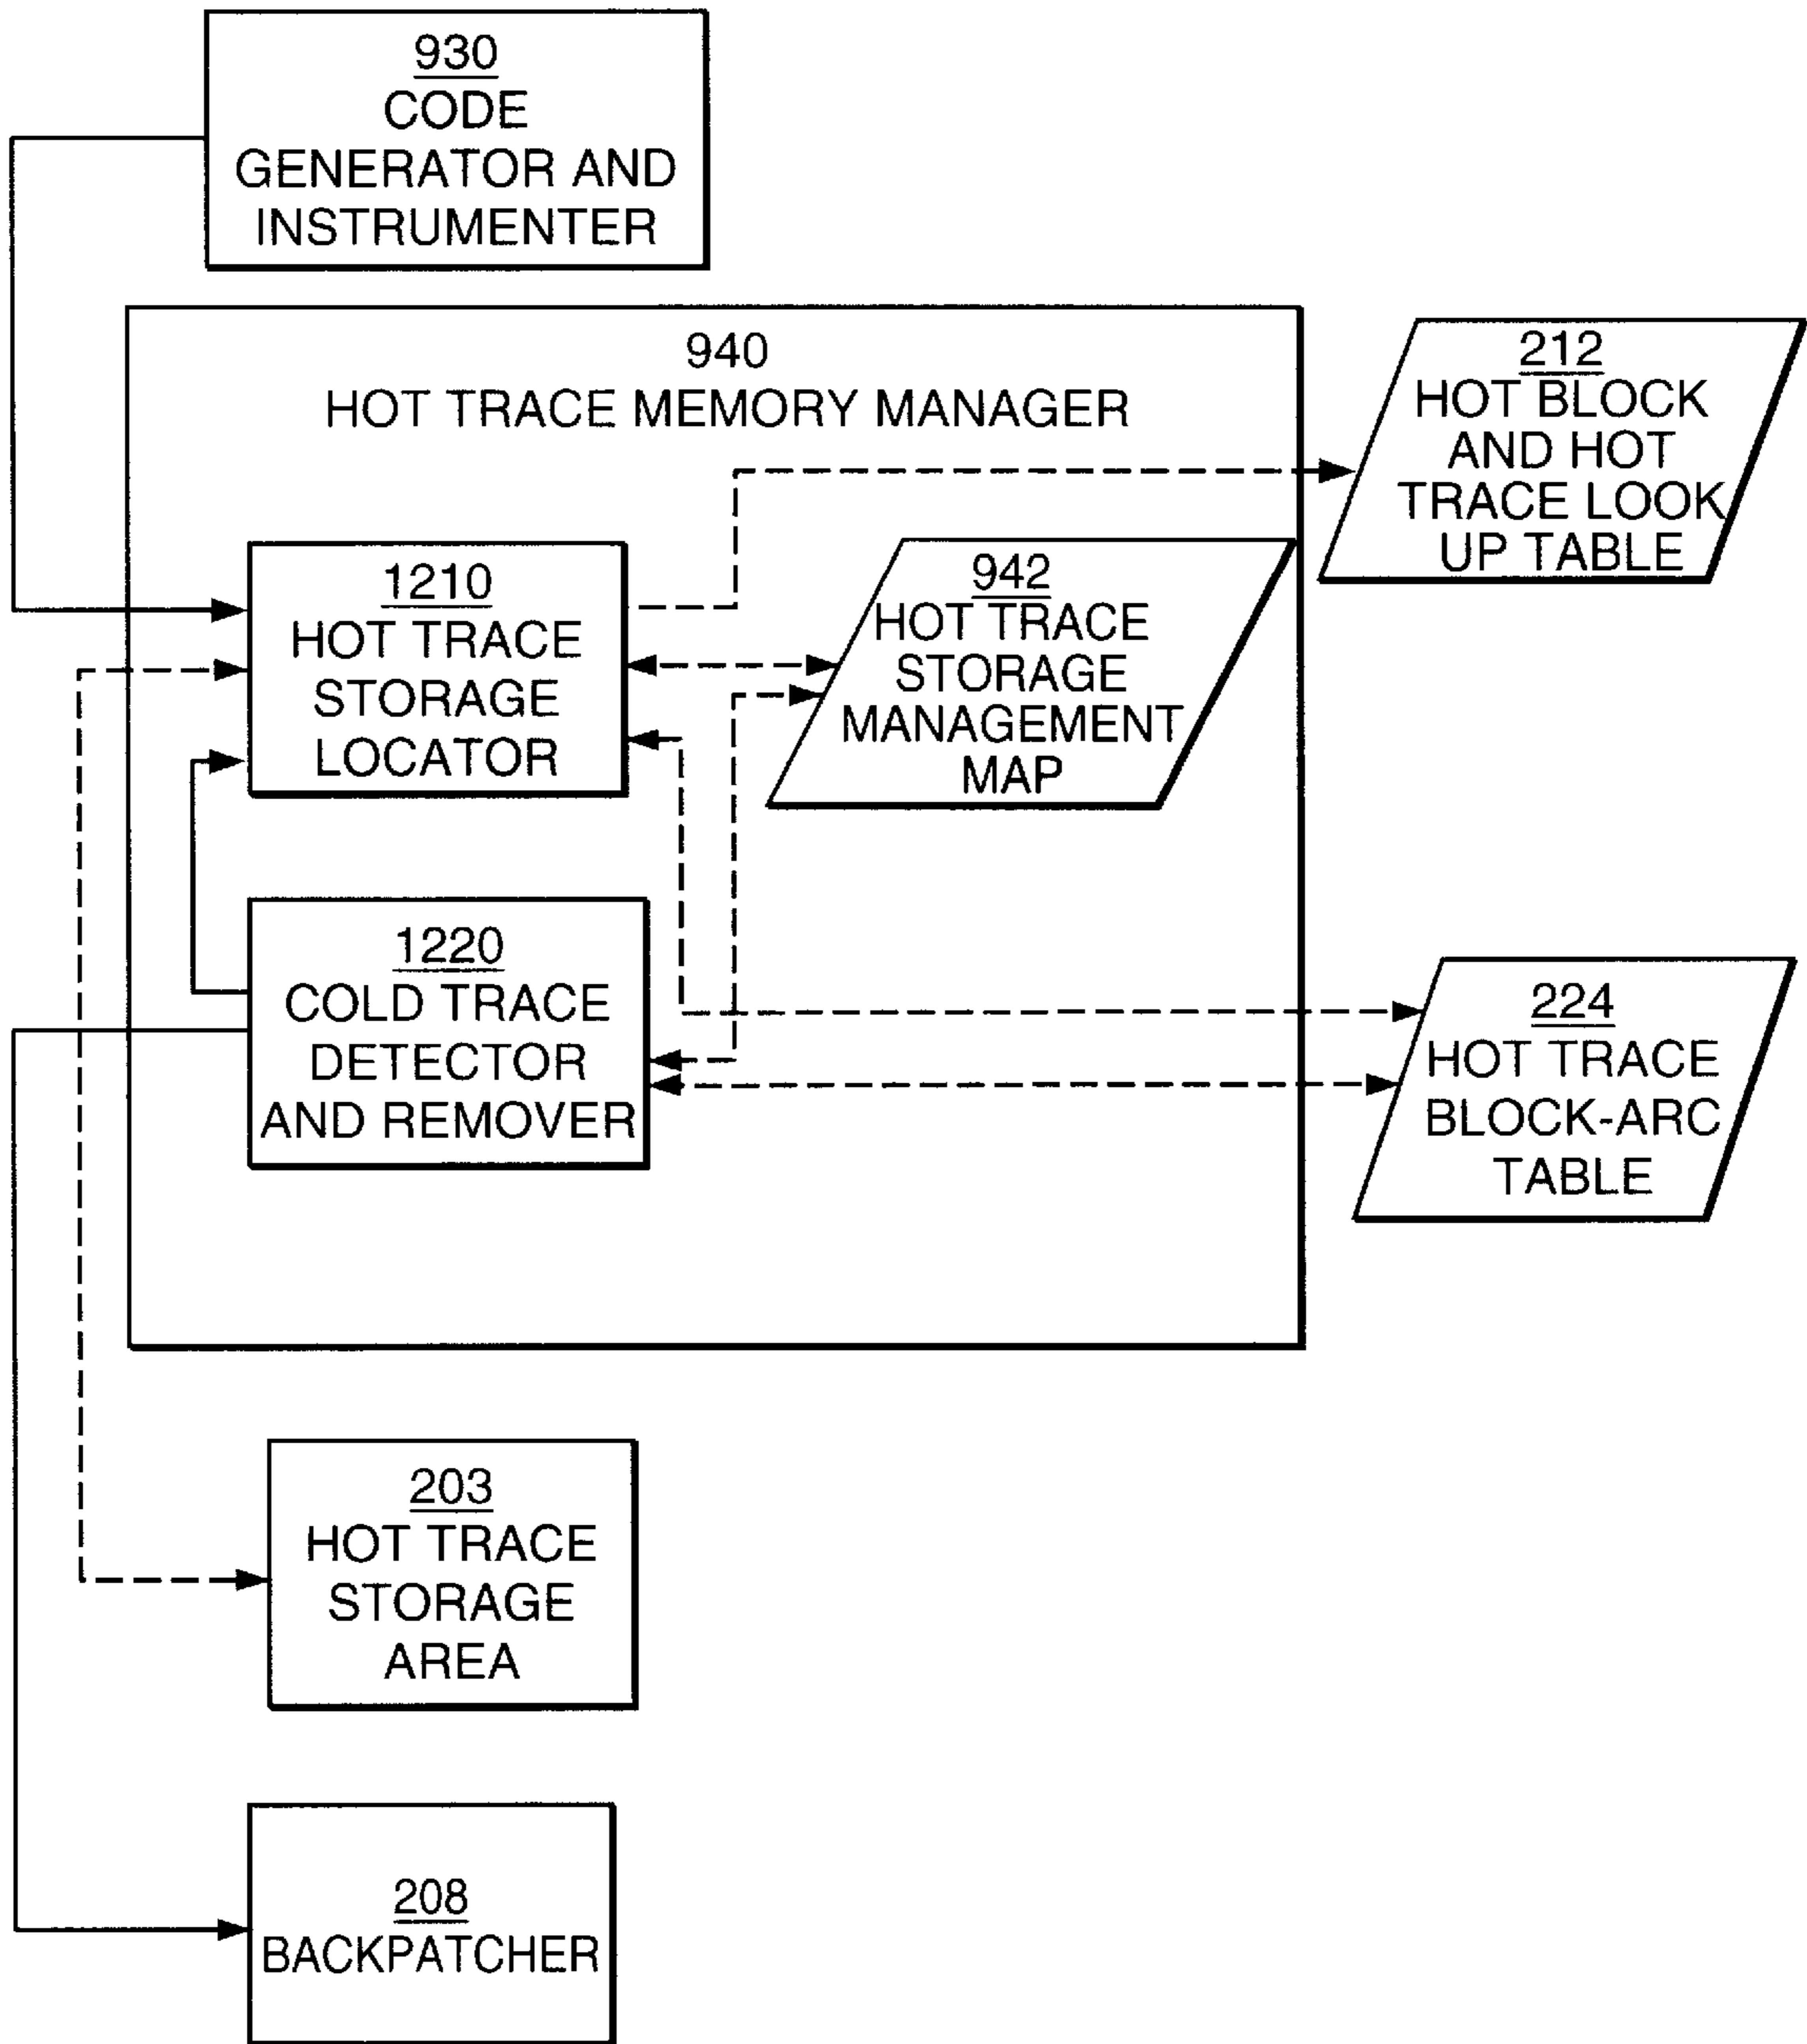 930
CODE
GENERATOR AND
INSTRUMENTER
940
HOT TRACE MEMORY MANAGER
212
HOT BLOCK
AND HOT
TRACE LOOK
UP TABLE
1210
HOT TRACE
STORAGE
LOCATOR
942
HOT TRACE
STORAGE
MANAGEMENT
MAP
1220
COLD TRACE
DETECTOR
AND REMOVER
224
HOT TRACE
BLOCK-ARC
TABLE
203
HOT TRACE
STORAGE
AREA
208
BACKPATCHER